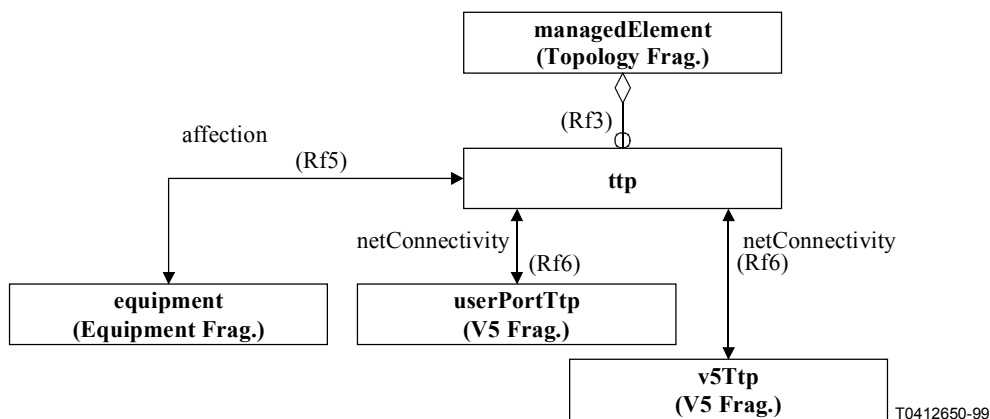 managedElement
(Topology Frag.)
(Rf3)
affection
(Rf5)
ttp
netConnectivity
(Rf6)
netConnectivity
(Rf6)
equipment
(Equipment Frag.)
userPortTtp
(V5 Frag.)
v5Ttp
(V5 Frag.)
T0412650-99